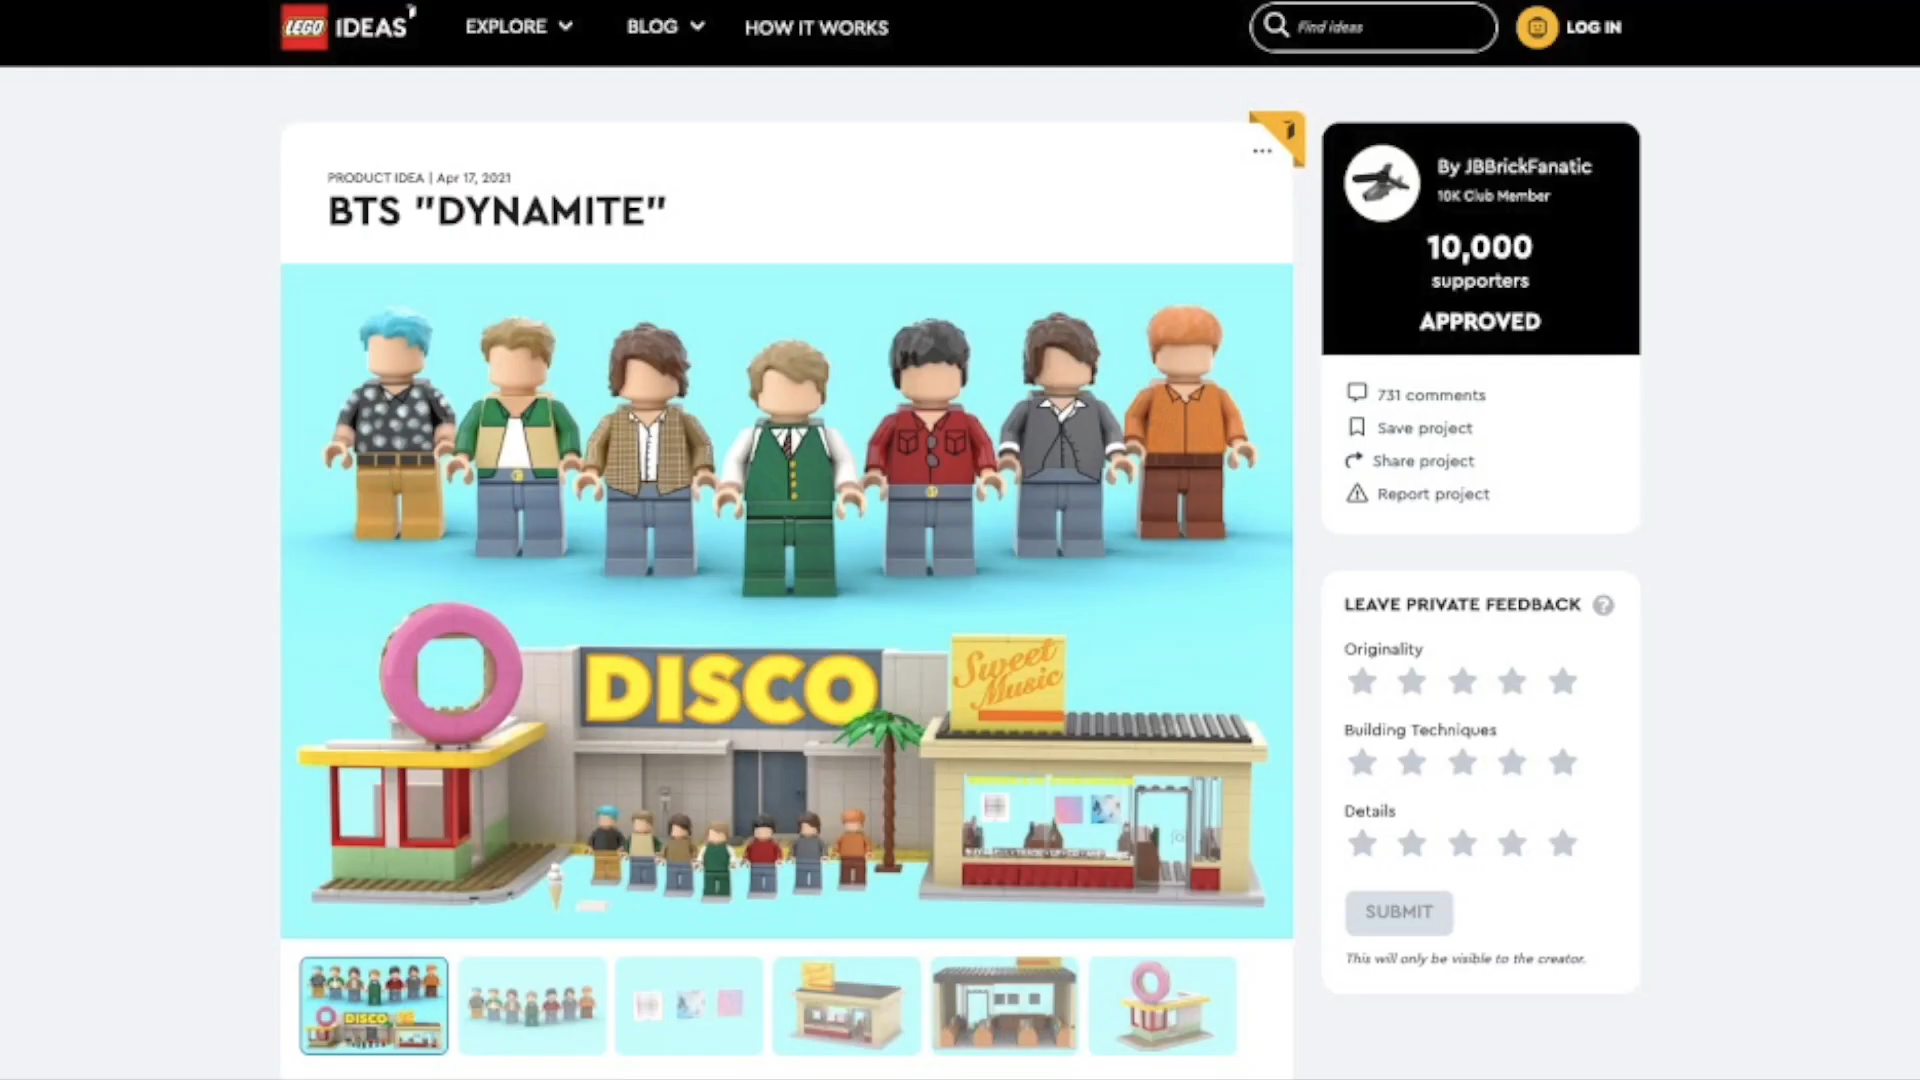 LEGO IDEAS
EXPLORE
BLOG
HOW IT WORKS
Find ideas
LOG IN
PRODUCT IDEA | Apr 17, 2021
BTS "DYNAMITE"
By JBBrickFanatic
10K Club Member
10,000
supporters
APPROVED
731 comments
Save project
Share project
Report project
DISCO
Sweet
Music
LEAVE PRIVATE FEEDBACK ?
Originality
Building Techniques
Details
SUBMIT
This will only be visible to the creator.
DISCO